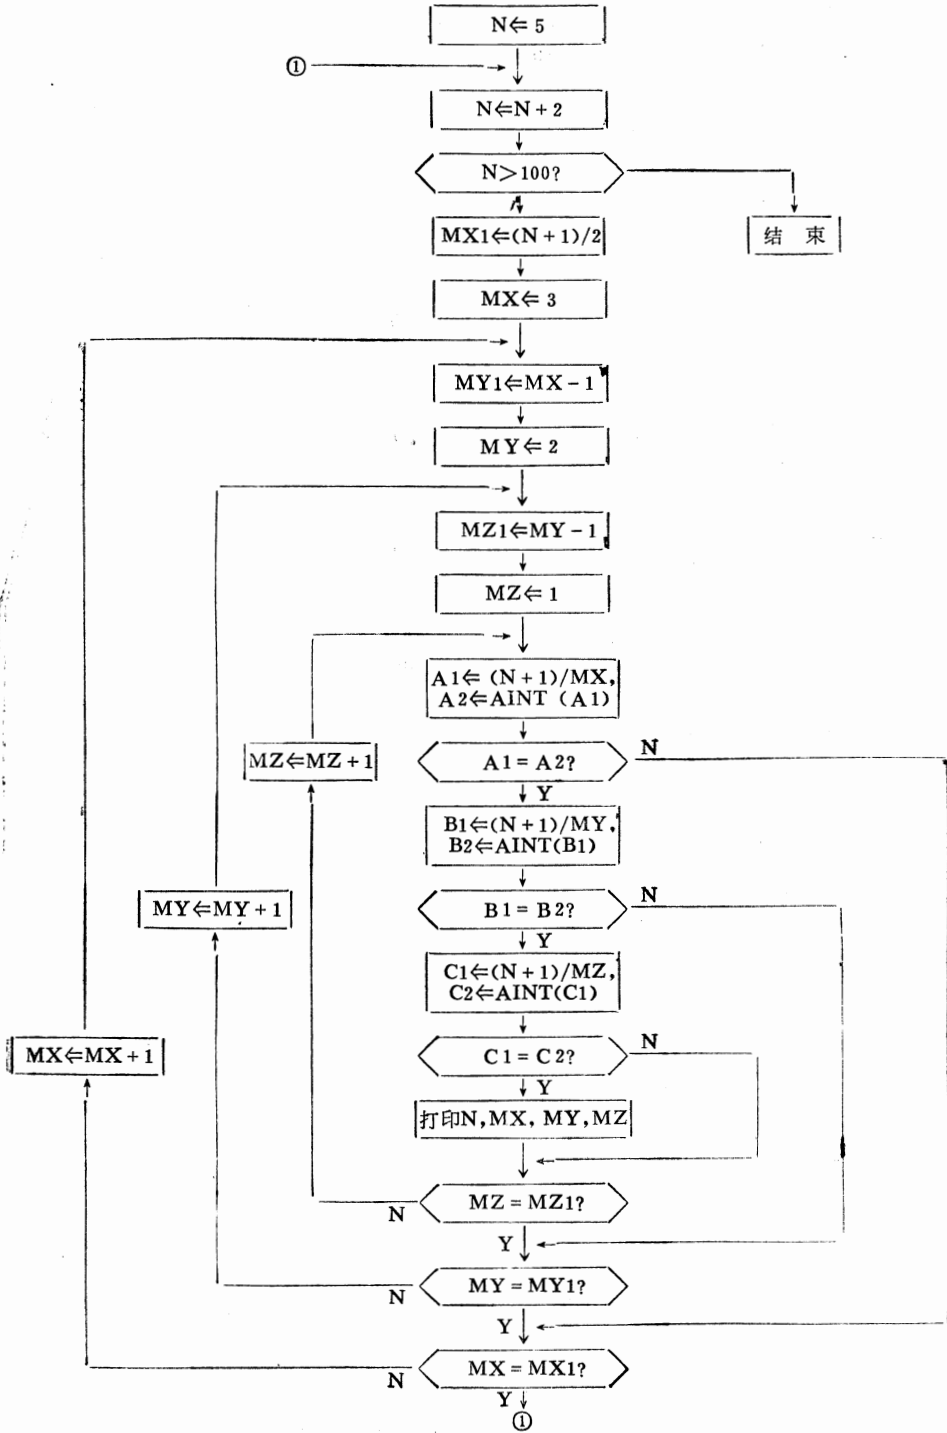 N⇐5
①
N⇐N+2
N>100?
MX1⇐(N+1)/2
结 束
MX⇐3
MY1⇐MX-1
MY⇐2
MZ1⇐MY-1
MZ⇐1
A1⇐(N+1)/MX,
A2⇐AINT (A1)
N
MZ⇐MZ+1
A1=A2?
Y
B1⇐(N+1)/MY,
B2⇐AINT(B1)
N
MY⇐MY+1
B1=B2?
Y
C1⇐(N+1)/MZ,
C2⇐AINT(C1)
N
MX⇐MX+1
C1=C2?
Y
打印N,MX, MY,MZ
MZ=MZ1?
N
Y
MY=MY1?
N
Y
MX=MX1?
N
Y
①